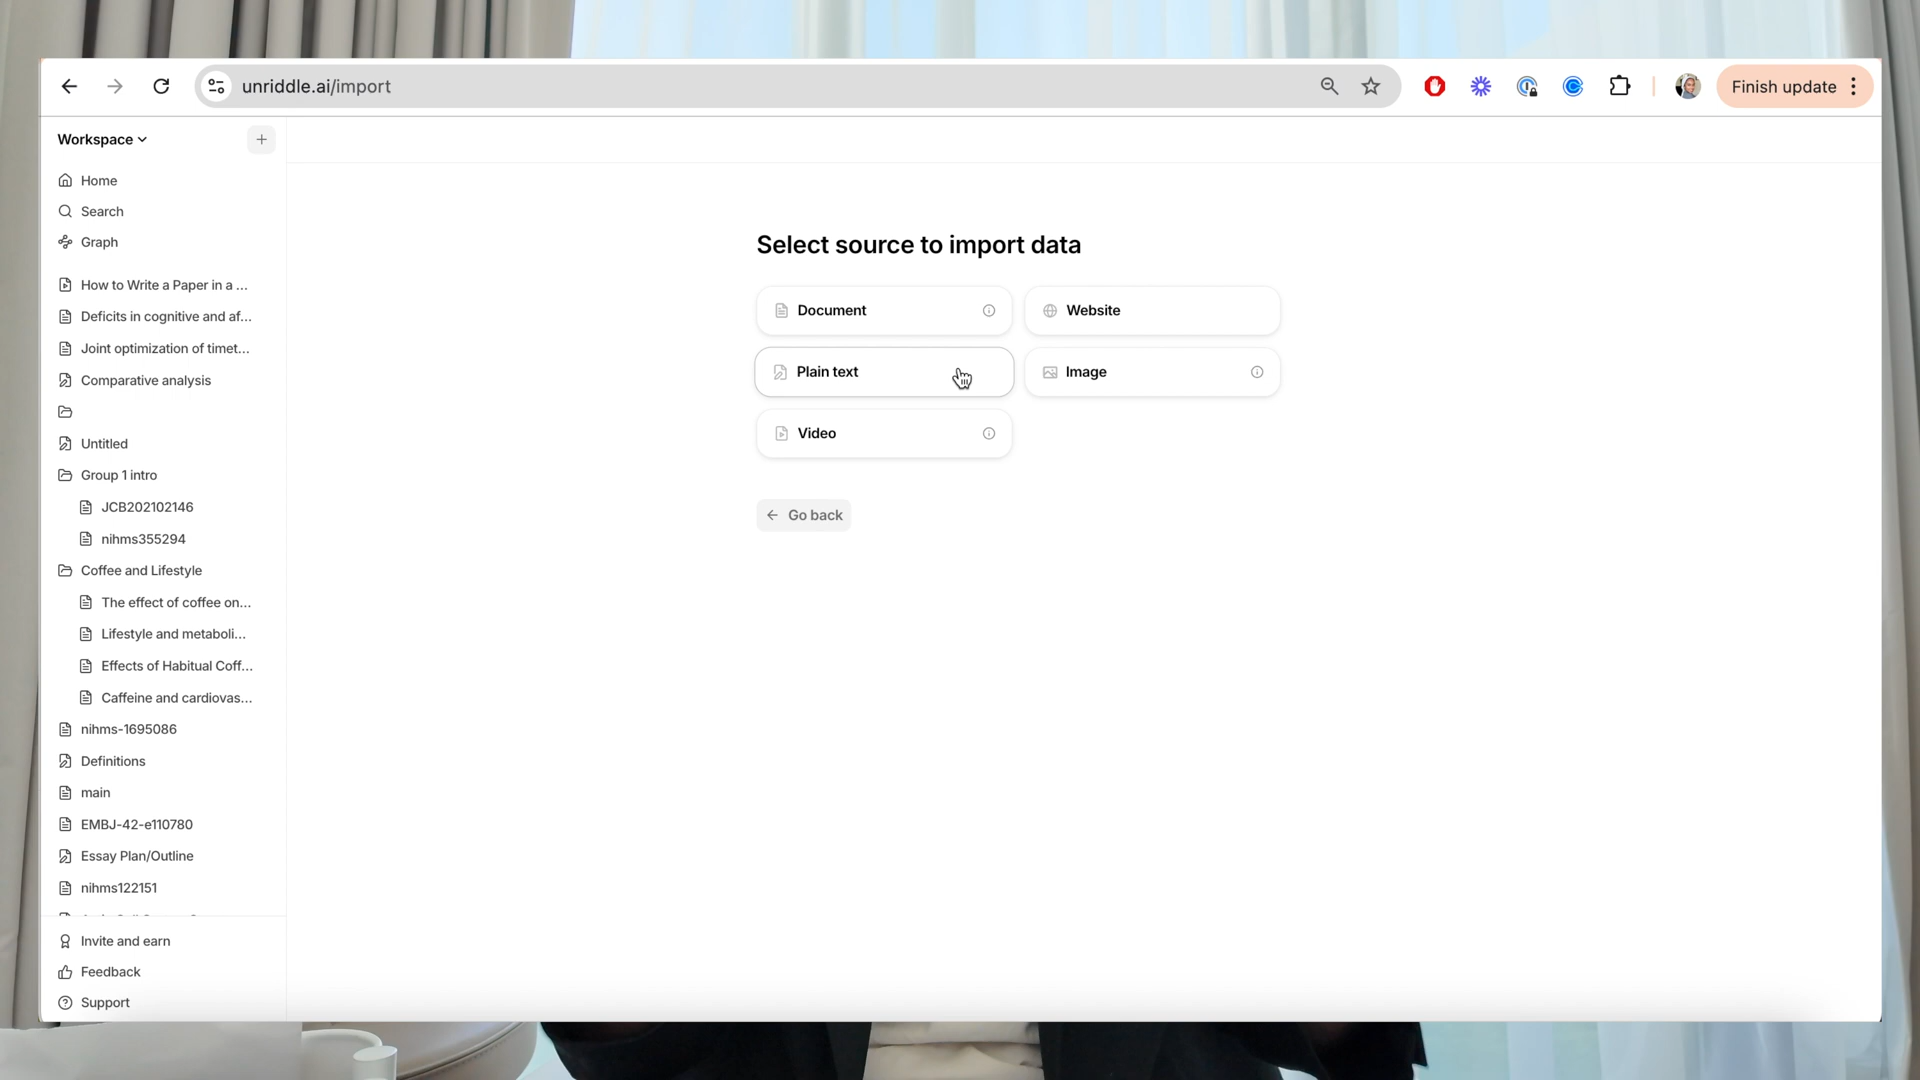 unriddle.ai/import
Finish update
Workspace
Home
Search
Graph
How to Write a Paper in a ...
Deficits in cognitive and af...
Joint optimization of timet...
Comparative analysis
Untitled
Group 1 intro
JCB202102146
nihms355294
Coffee and Lifestyle
The effect of coffee on...
Lifestyle and metaboli...
Effects of Habitual Coff...
Caffeine and cardiovas...
nihms-1695086
Definitions
main
EMBJ-42-e110780
Essay Plan/Outline
nihms122151
Invite and earn
Feedback
Support
Select source to import data
Document
Website
Plain text
Image
Video
Go back